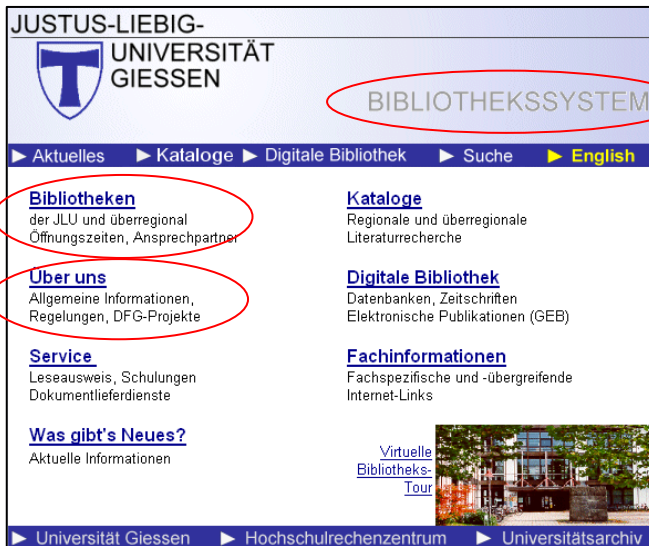 JUSTUS-LIEBIG-
UNIVERSITÄT
GIESSEN
BIBLIOTHEKSSYSTEM
Aktuelles Kataloge Digitale Bibliothek Suche English
Bibliotheken
der JLU und überregional
Öffnungszeiten, Ansprechpartner
Kataloge
Regionale und überregionale
Literaturrecherche
Über uns
Allgemeine Informationen,
Regelungen, DFG-Projekte
Digitale Bibliothek
Datenbanken, Zeitschriften
Elektronische Publikationen (GEB)
Service
Leseausweis, Schulungen
Dokumentlieferdienste
Fachinformationen
Fachspezifische und -übergreifende
Internet-Links
Was gibt's Neues?
Aktuelle Informationen
Virtuelle
Bibliotheks-
Tour
Universität Giessen Hochschulrechenzentrum Universitätsarchiv